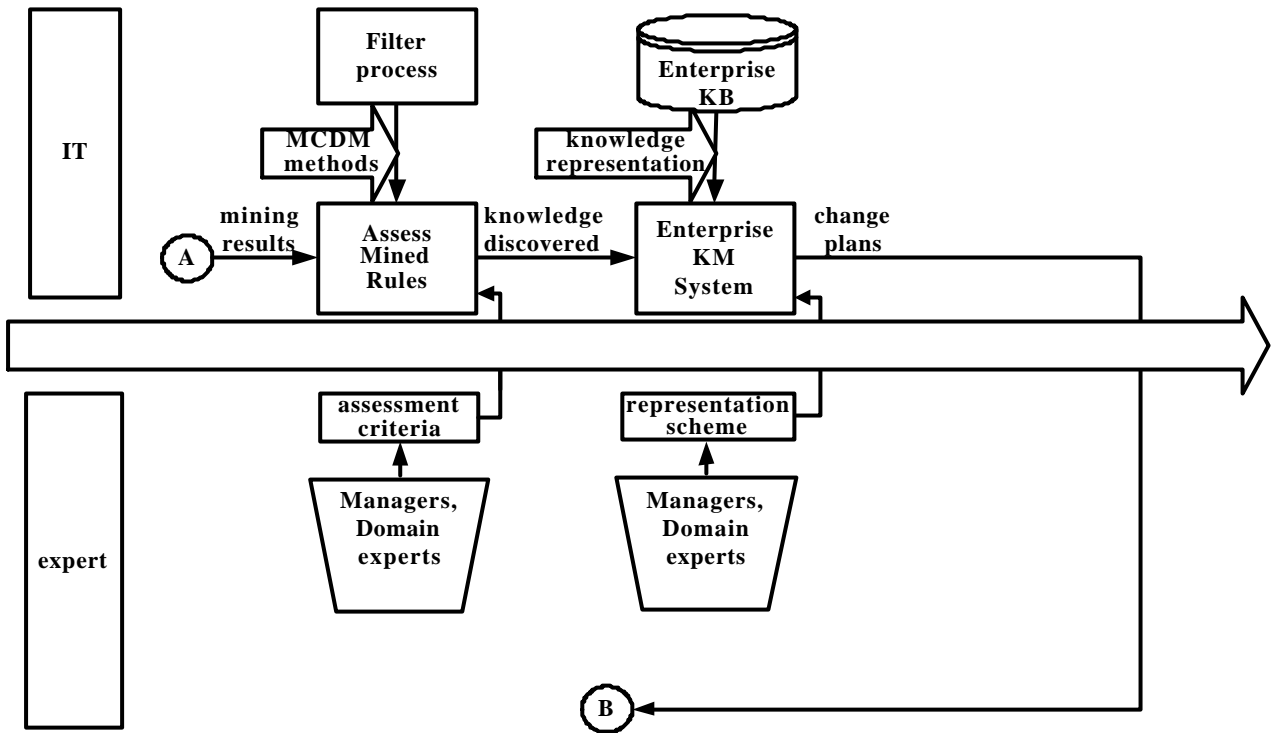 IT
Filter
process
Enterprise
KB
MCDM
methods
knowledge
representation
A
mining
results
Assess
Mined
Rules
knowledge
discovered
Enterprise
KM
System
change
plans
expert
assessment
criteria
representation
scheme
Managers,
Domain
experts
Managers,
Domain
experts
B